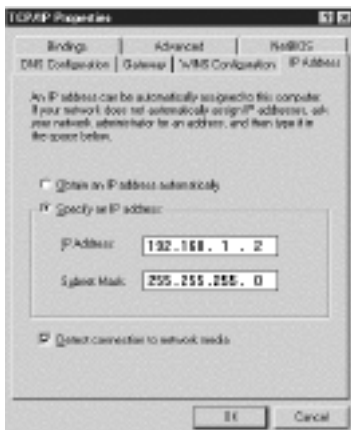 TCP/IP Properties
Bindings Advanced NetBIOS
DNS Configuration Gateway WINS Configuration IP Address
An IP address can be automatically assigned to this computer.
If your network does not automatically assign IP addresses, ask
your network administrator for an address, and then type it in
the space below.
Obtain an IP address automatically
Specify an IP address:
IP Address: 192.168. 1 . 2
Subnet Mask: 255.255.255. 0
Detect connection to network media
OK Cancel